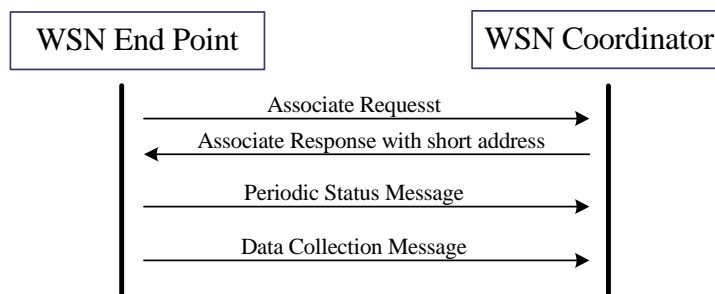 WSN End Point
WSN Coordinator
Associate Requesst
Associate Response with short address
Periodic Status Message
Data Collection Message